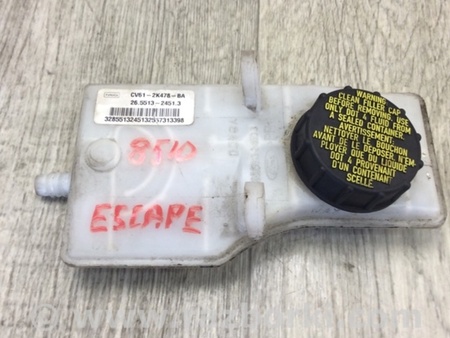 CV61-2K478-BA
26.5513-2451.3
3285513245132557313398
WARNING:
CLEAN FILLER CAP
BEFORE REMOVING. USE
ONLY DOT 4 FLUID FROM
A SEALED CONTAINER.
AVERTISSEMENT:
NETTOYER LE BOUCHON
AVANT DE LE DEPOSER. N'EM-
PLOYER QUE DU LIQUIDE
DOT 4 PROVENANT
D'UN CONTENANT
SCELLE.
ESCAPE